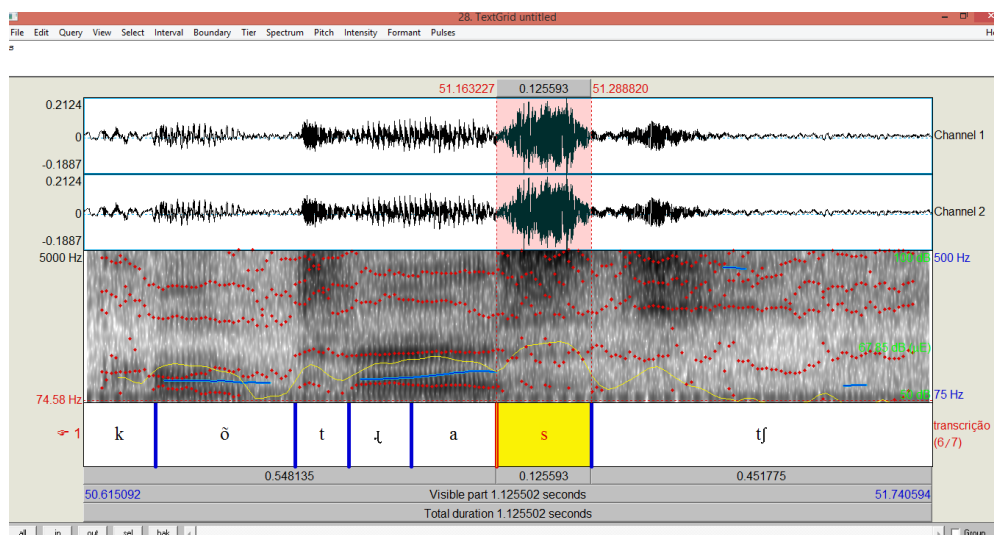 28. TextGrid untitled
File Edit Query View Select Interval Boundary Tier Spectrum Pitch Intensity Formant Pulses
s
51.163227 0.125593 51.288820
0.2124
0
-0.1887
Channel 1
0.2124
0
-0.1887
Channel 2
5000 Hz
500 Hz
74.58 Hz
75 Hz
1 k õ t ɻ a s tʃ
transcrição
(6/7)
0.548135 0.125593 0.451775
50.615092 Visible part 1.125502 seconds 51.740594
Total duration 1.125502 seconds
all in out sel bak Group